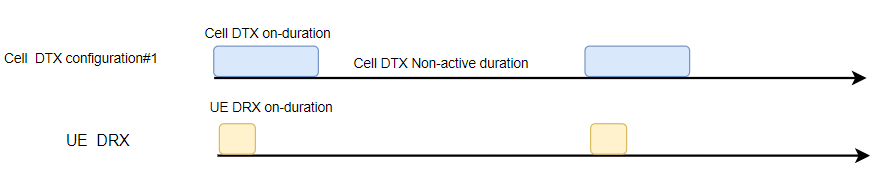 Cell DTX on-duration
Cell DTX configuration#1
Cell DTX Non-active duration
UE DRX on-duration
UE DRX